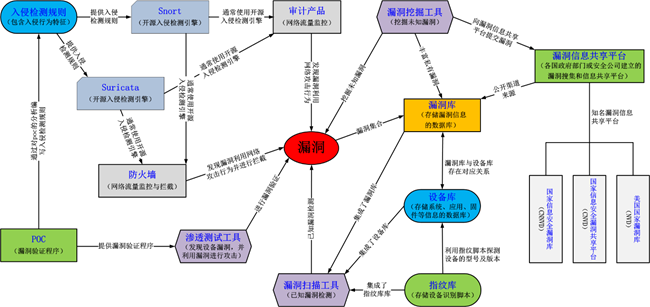 入侵检测规则
(包含入侵行为特征)
提供入侵
检测规则
Snort
(开源入侵检测引擎)
通常使用开源
入侵检测引擎
审计产品
(网络流量监控)
漏洞挖掘工具
(挖掘未知漏洞)
向漏洞信息共享
平台提交漏洞
漏洞信息共享平台
(各国政府部门或安全公司建立的
漏洞搜集和信息共享平台)
提供入侵
检测规则
Suricata
(开源入侵检测引擎)
通常使用开源
入侵检测引擎
通常使用开源
入侵检测引擎
发现漏洞利用
网络攻击行为
挖掘未知漏洞
丰富私有漏洞
公开渠道
来源
漏洞库
(存储漏洞信息
的数据库)
知名漏洞信息
共享平台
通过对poc的分析编
写入侵检测规则
通常使用开源
入侵检测引擎
防火墙
(网络流量监控与拦截)
发现漏洞利用网络
攻击行为并进行拦截
漏洞
漏洞集合
漏洞库与设备库
存在对应关系
国家信息安全漏洞库
(CNNVD)
国家信息安全漏洞共享平台
(CNVD)
美国国家漏洞库
(NVD)
进行漏洞验证
已知漏洞检测
集成了漏洞库
设备库
(存储系统、应用、固
件等信息的数据库)
POC
(漏洞验证程序)
提供漏洞验证程序
渗透测试工具
(发现设备漏洞,并
利用漏洞进行攻击)
集成了设备库
利用指纹脚本探测
设备的型号及版本
漏洞扫描工具
(已知漏洞检测)
集成了
指纹库库
指纹库
(存储设备识别脚本)